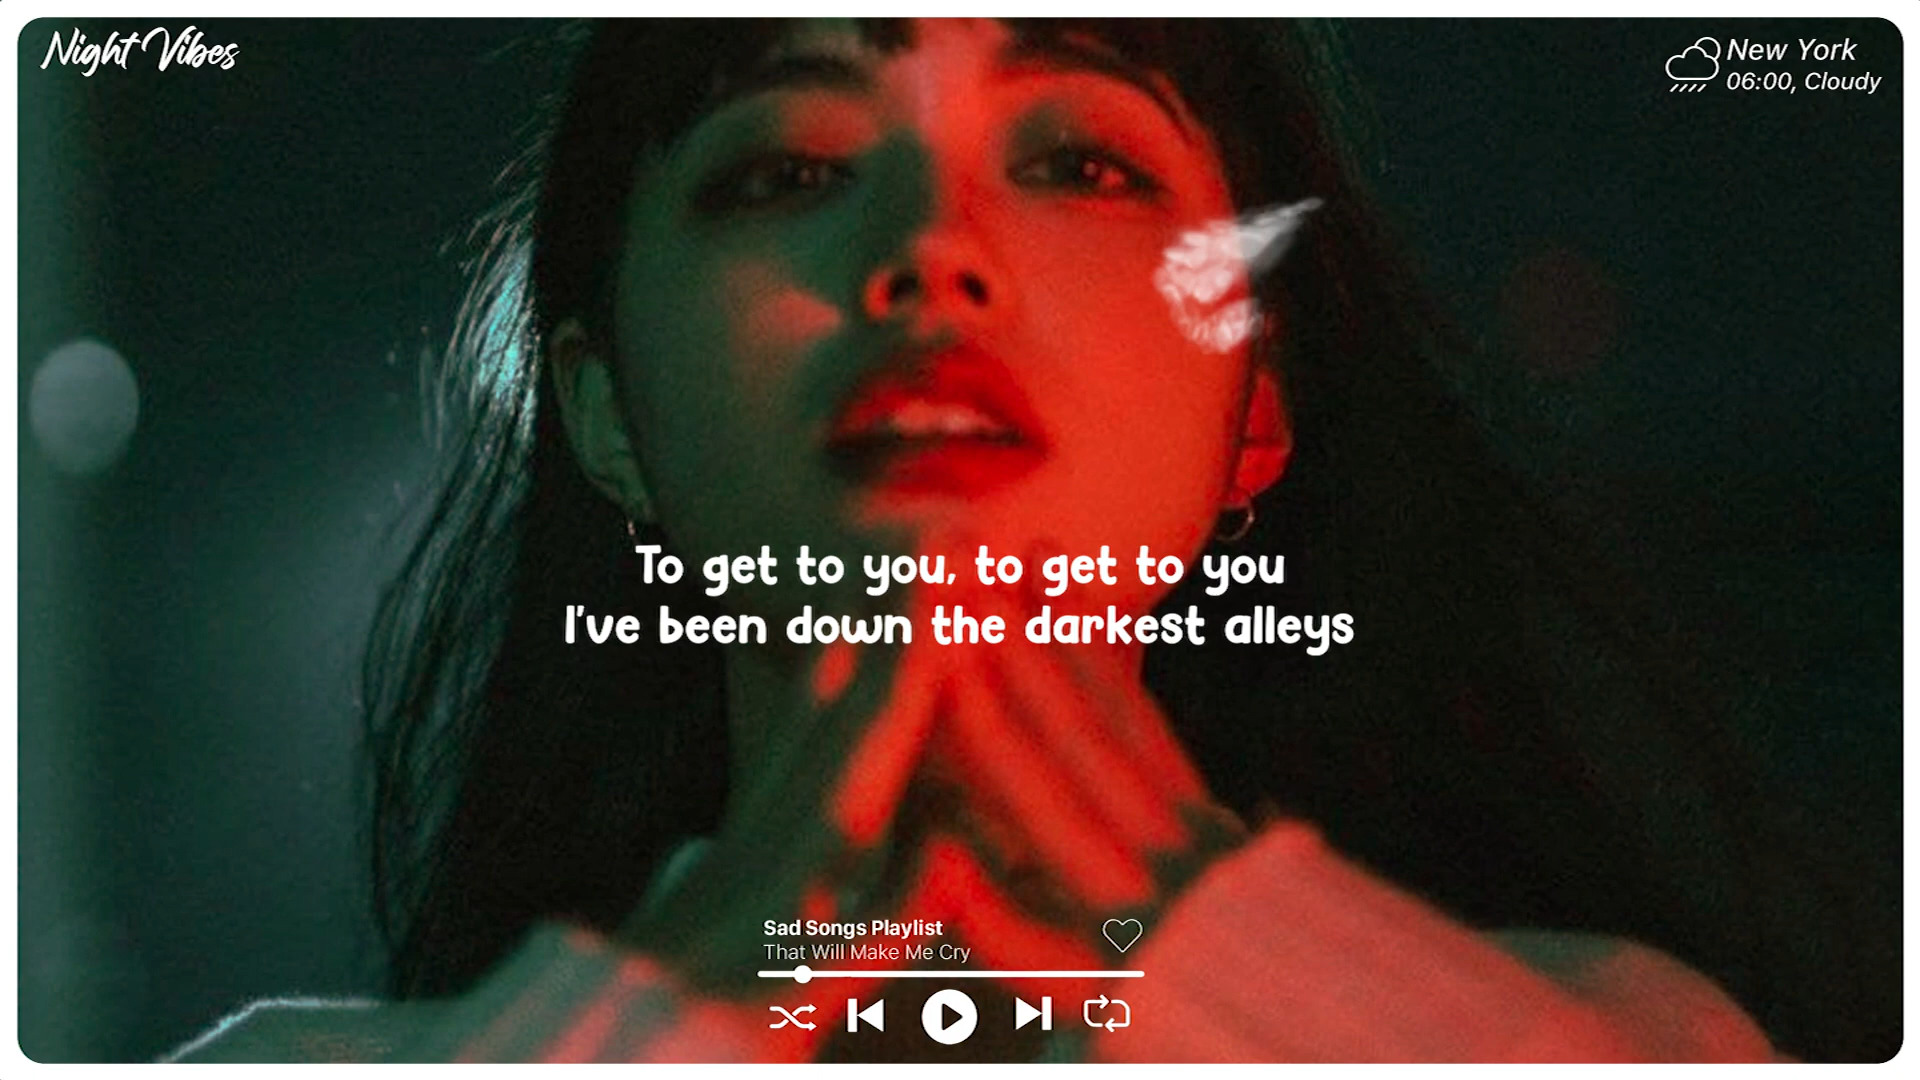 Night Vibes
New York
06:00, Cloudy
To get to you, to get to you
I've been down the darkest alleys
Sad Songs Playlist
That Will Make Me Cry